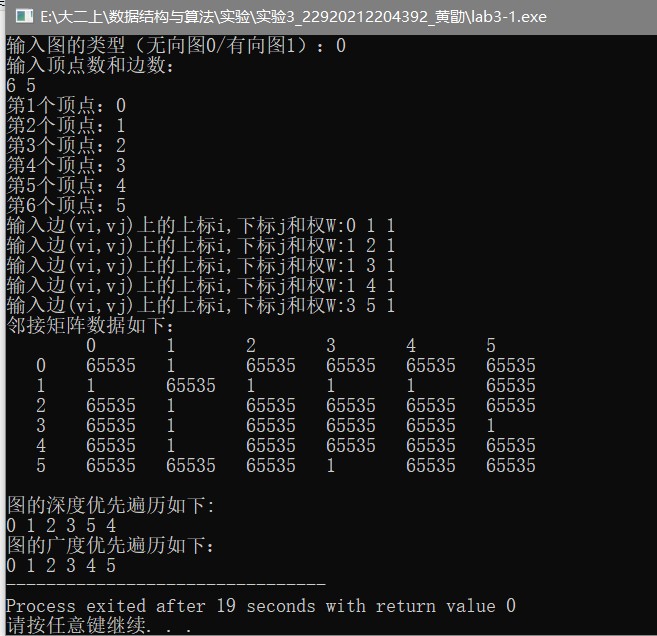 E:\大二上\数据结构与算法\实验\实验3_22920212204392_黄勖\lab3-1.exe
输入图的类型（无向图0/有向图1）：0
输入顶点数和边数：
6 5
第1个顶点：0
第2个顶点：1
第3个顶点：2
第4个顶点：3
第5个顶点：4
第6个顶点：5
输入边(vi,vj)上的上标i,下标j和权W:0 1 1
输入边(vi,vj)上的上标i,下标j和权W:1 2 1
输入边(vi,vj)上的上标i,下标j和权W:1 3 1
输入边(vi,vj)上的上标i,下标j和权W:1 4 1
输入边(vi,vj)上的上标i,下标j和权W:3 5 1
邻接矩阵数据如下：
0 1 2 3 4 5
0 65535 1 65535 65535 65535 65535
1 1 65535 1 1 1 65535
2 65535 1 65535 65535 65535 65535
3 65535 1 65535 65535 65535 1
4 65535 1 65535 65535 65535 65535
5 65535 65535 65535 1 65535 65535
图的深度优先遍历如下:
0 1 2 3 5 4
图的广度优先遍历如下：
0 1 2 3 4 5
--------------------------------
Process exited after 19 seconds with return value 0
请按任意键继续. . .